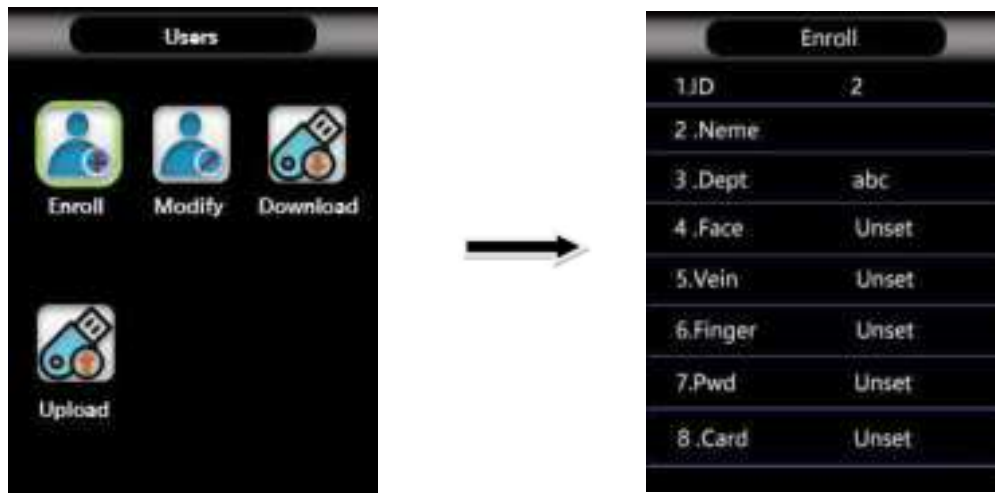 Users
Enroll Modify Download
Upload
Enroll
1.ID 2
2 .Neme
3 .Dept abc
4 .Face Unset
5.Vein Unset
6.Finger Unset
7.Pwd Unset
8 .Card Unset